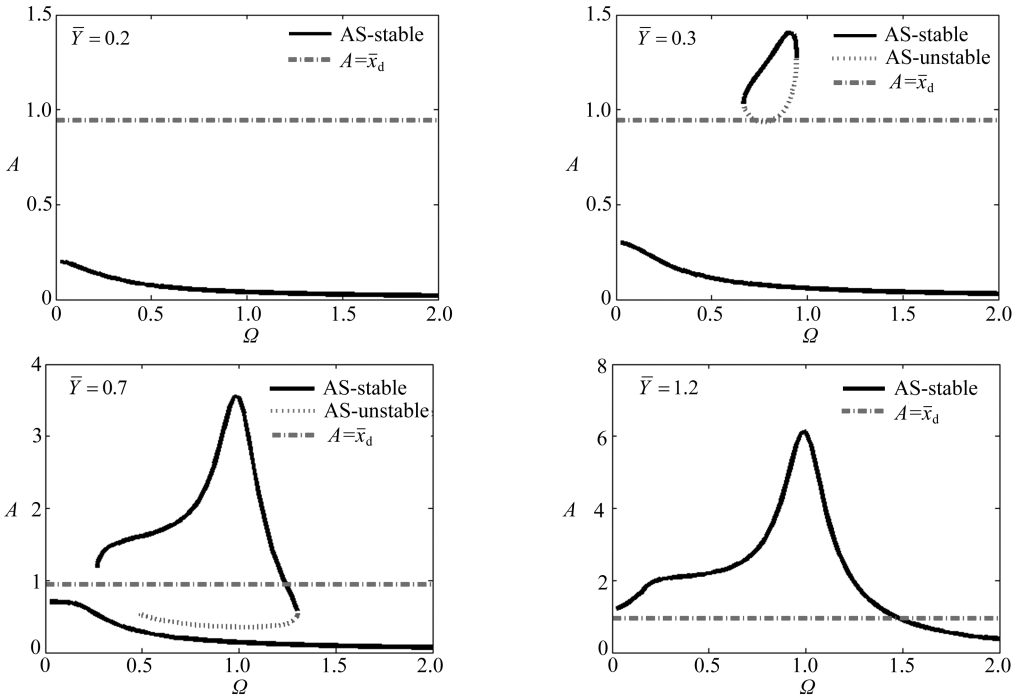 1.5
1.0
0.5
0
A
Y̅ = 0.2
AS-stable
A=x̅d
0 0.5 1.0 1.5 2.0
Ω
1.5
1.0
0.5
0
A
Y̅ = 0.3
AS-stable
AS-unstable
A=x̅d
0 0.5 1.0 1.5 2.0
Ω
4
3
2
1
0
A
Y̅ = 0.7
AS-stable
AS-unstable
A=x̅d
0 0.5 1.0 1.5 2.0
Ω
8
6
4
2
0
A
Y̅ = 1.2
AS-stable
A=x̅d
0 0.5 1.0 1.5 2.0
Ω